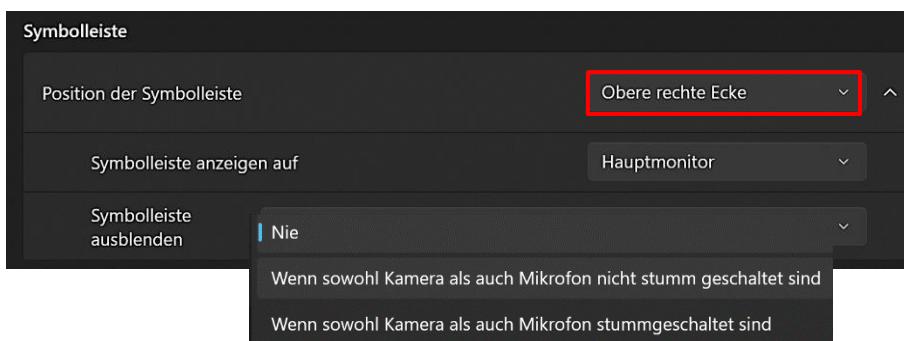 Symbolleiste
Position der Symbolleiste
Obere rechte Ecke
Symbolleiste anzeigen auf
Hauptmonitor
Symbolleiste
ausblenden
Nie
Wenn sowohl Kamera als auch Mikrofon nicht stumm geschaltet sind
Wenn sowohl Kamera als auch Mikrofon stummgeschaltet sind